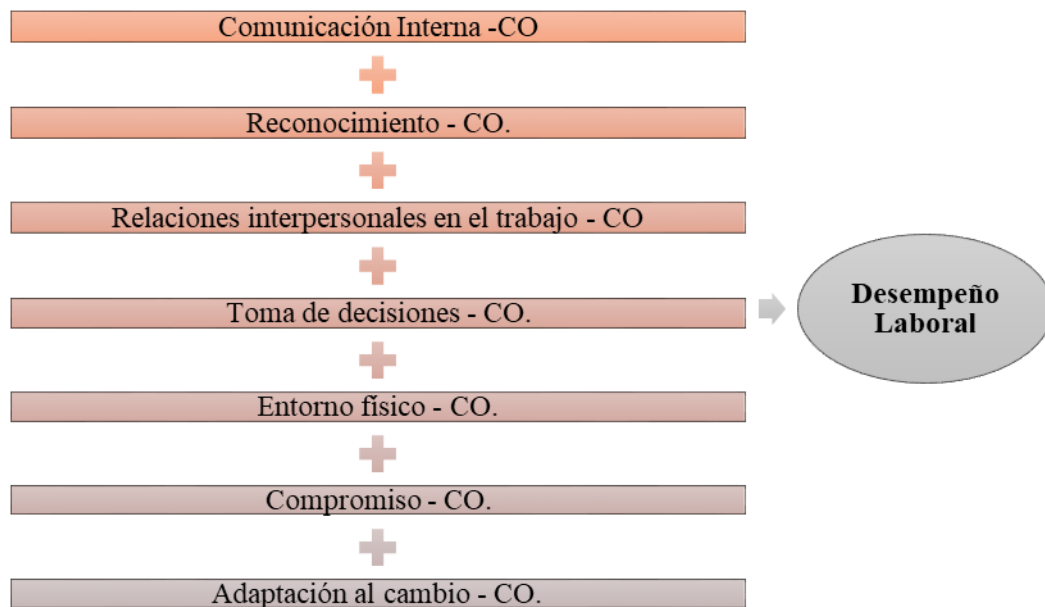 Comunicación Interna -CO
Reconocimiento - CO.
Relaciones interpersonales en el trabajo - CO
Toma de decisiones - CO.
Entorno físico - CO.
Compromiso - CO.
Adaptación al cambio - CO.
Desempeño
Laboral